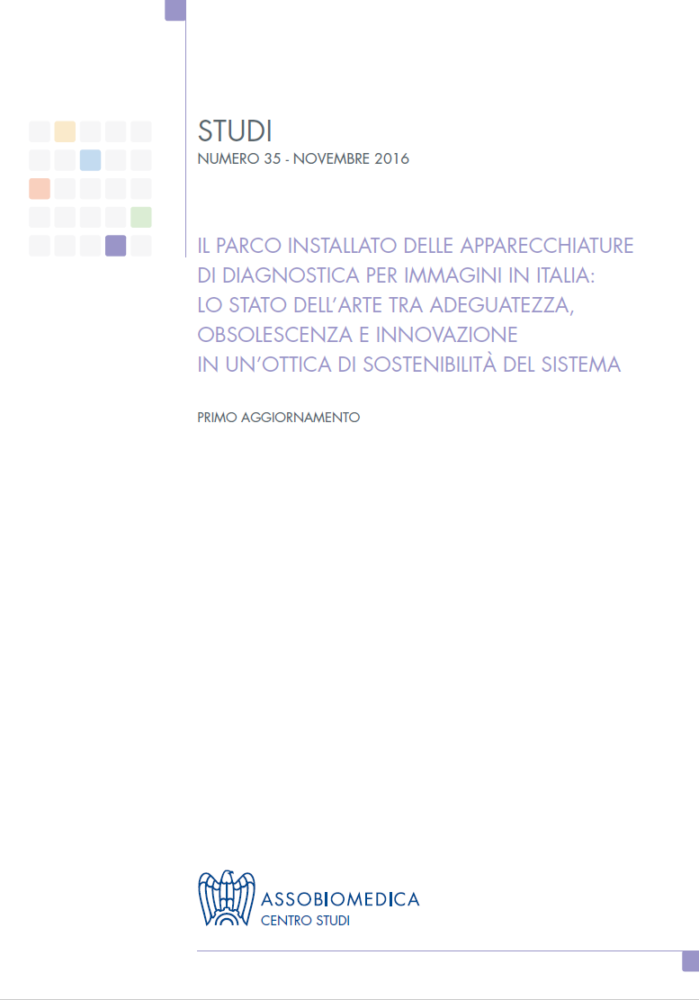 STUDI
NUMERO 35 - NOVEMBRE 2016
IL PARCO INSTALLATO DELLE APPARECCHIATURE
DI DIAGNOSTICA PER IMMAGINI IN ITALIA:
LO STATO DELL'ARTE TRA ADEGUATEZZA,
OBSOLESCENZA E INNOVAZIONE
IN UN'OTTICA DI SOSTENIBILITÀ DEL SISTEMA
PRIMO AGGIORNAMENTO
ASSOBIOMEDICA
CENTRO STUDI